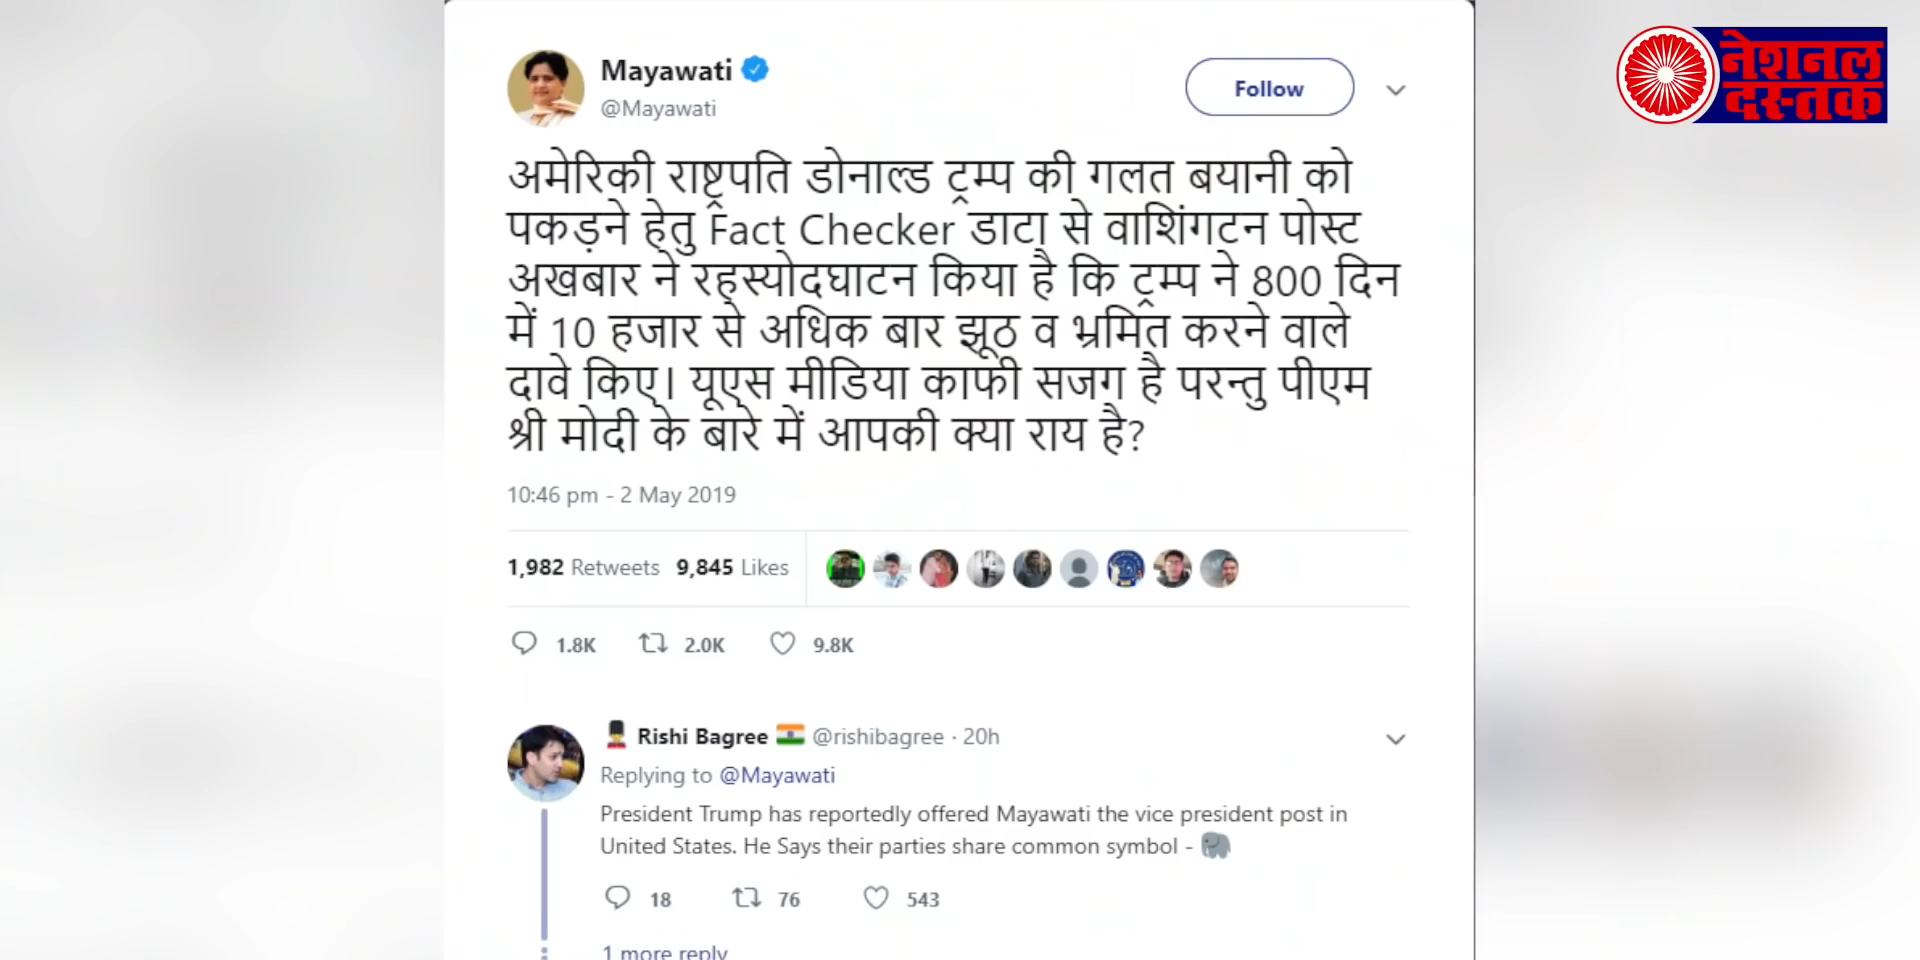 Mayawati
@Mayawati
Follow
नेशनल
दस्तक
अमेरिकी राष्ट्रपति डोनाल्ड ट्रम्प की गलत बयानी को
पकड़ने हेतु Fact Checker डाटा से वाशिंगटन पोस्ट
अखबार ने रहस्योदघाटन किया है कि ट्रम्प ने 800 दिन
में 10 हजार से अधिक बार झूठ व भ्रमित करने वाले
दावे किए। यूएस मीडिया काफी सजग है परन्तु पीएम
श्री मोदी के बारे में आपकी क्या राय है?
10:46 pm - 2 May 2019
1,982 Retweets 9,845 Likes
1.8K 2.0K 9.8K
Rishi Bagree @rishibagree · 20h
Replying to @Mayawati
President Trump has reportedly offered Mayawati the vice president post in
United States. He Says their parties share common symbol -
18 76 543
1 more reply